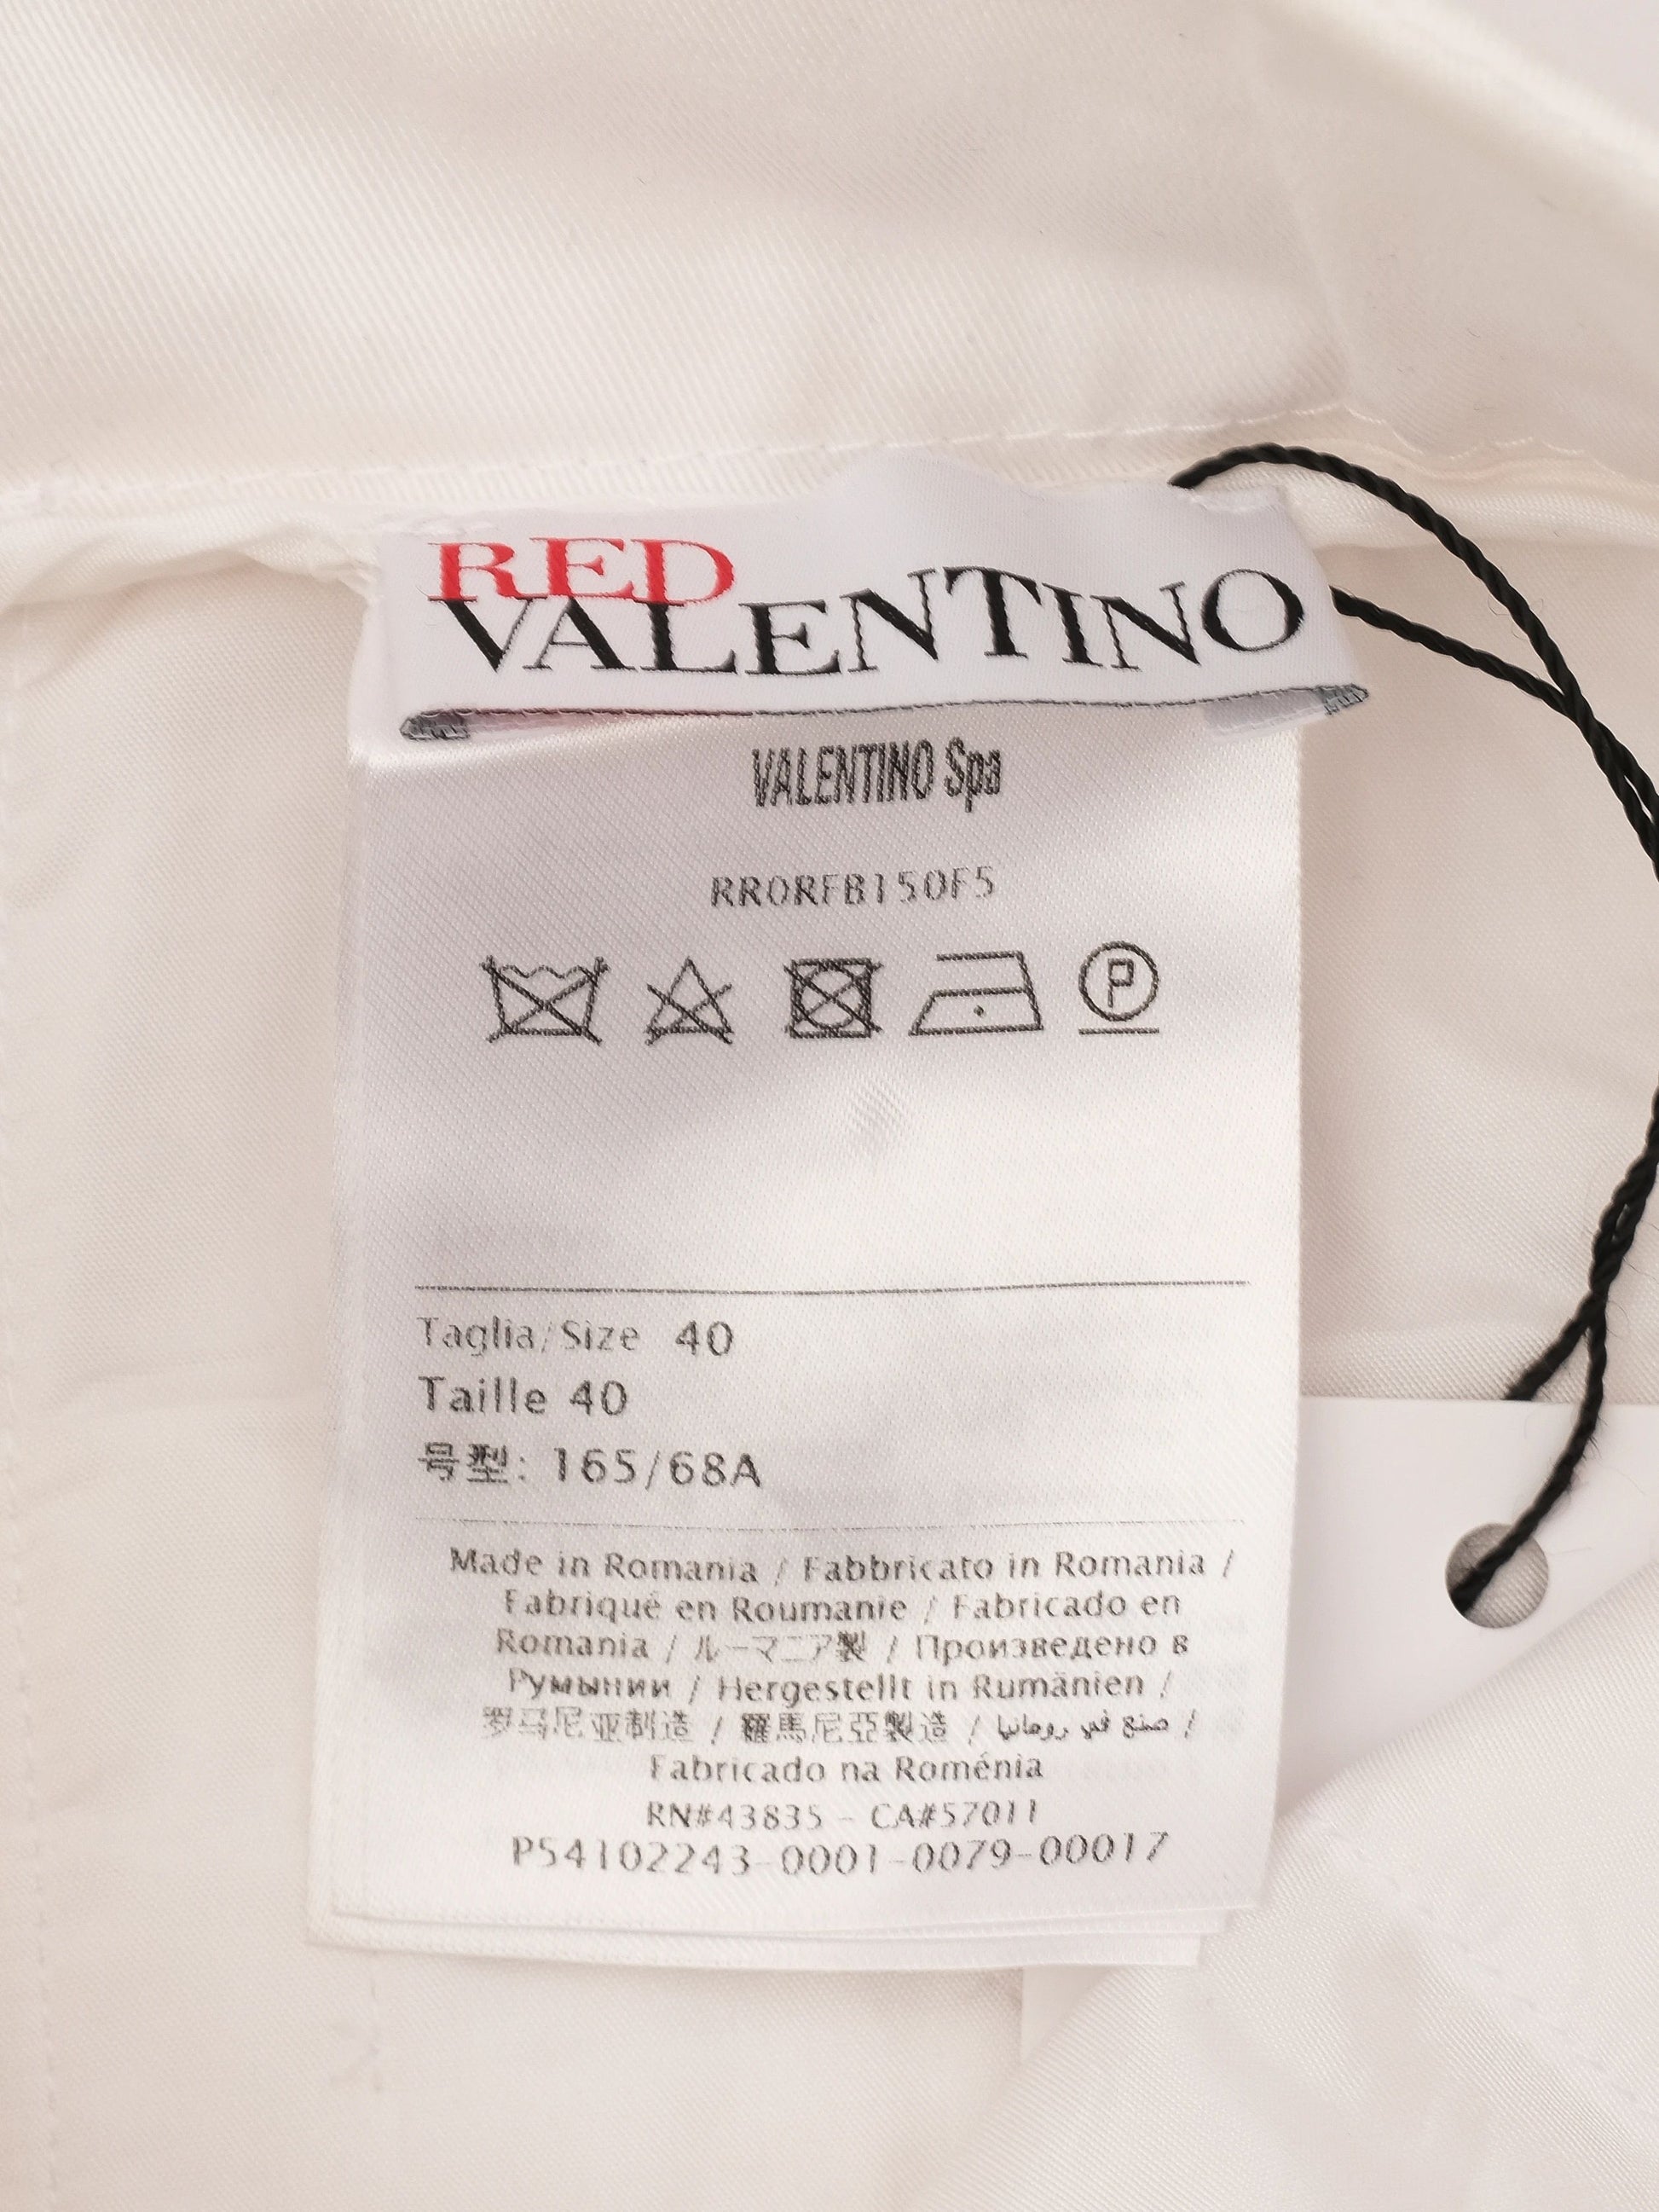 RED
VALENTINO
VALENTINO Spa
RR0RFB150F5
P
Taglia/Size 40
Taille 40
号型: 165/68A
Made in Romania / Fabbricato in Romania /
Fabriqué en Roumanie / Fabricado en
Romania / ルーマニア製 / Произведено в
Румынии / Hergestellt in Rumänien /
罗马尼亚制造 / 羅馬尼亞製造 / صنع في رومانيا /
Fabricado na Roménia
RN#43835 - CA#57011
P54102243-0001-0079-00017